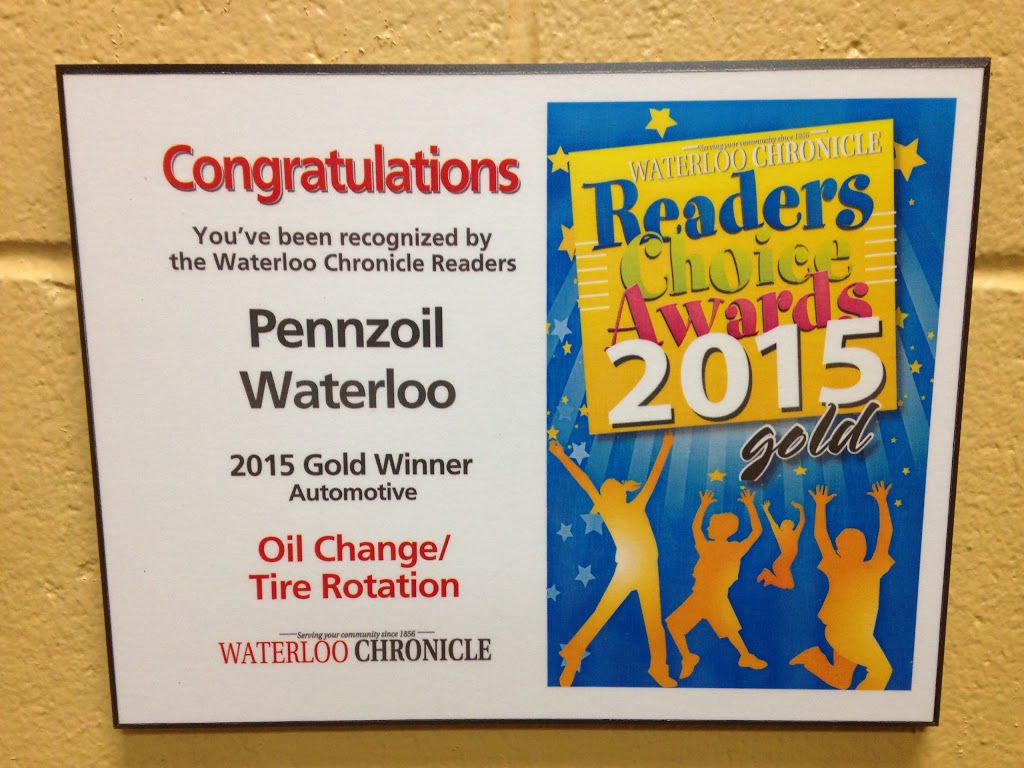 Congratulations
You've been recognized by
the Waterloo Chronicle Readers
Pennzoil
Waterloo
2015 Gold Winner
Automotive
Oil Change/
Tire Rotation
Serving your community since 1856
WATERLOO CHRONICLE
Serving your community since 1856
WATERLOO CHRONICLE
Readers
Choice
Awards
2015
gold